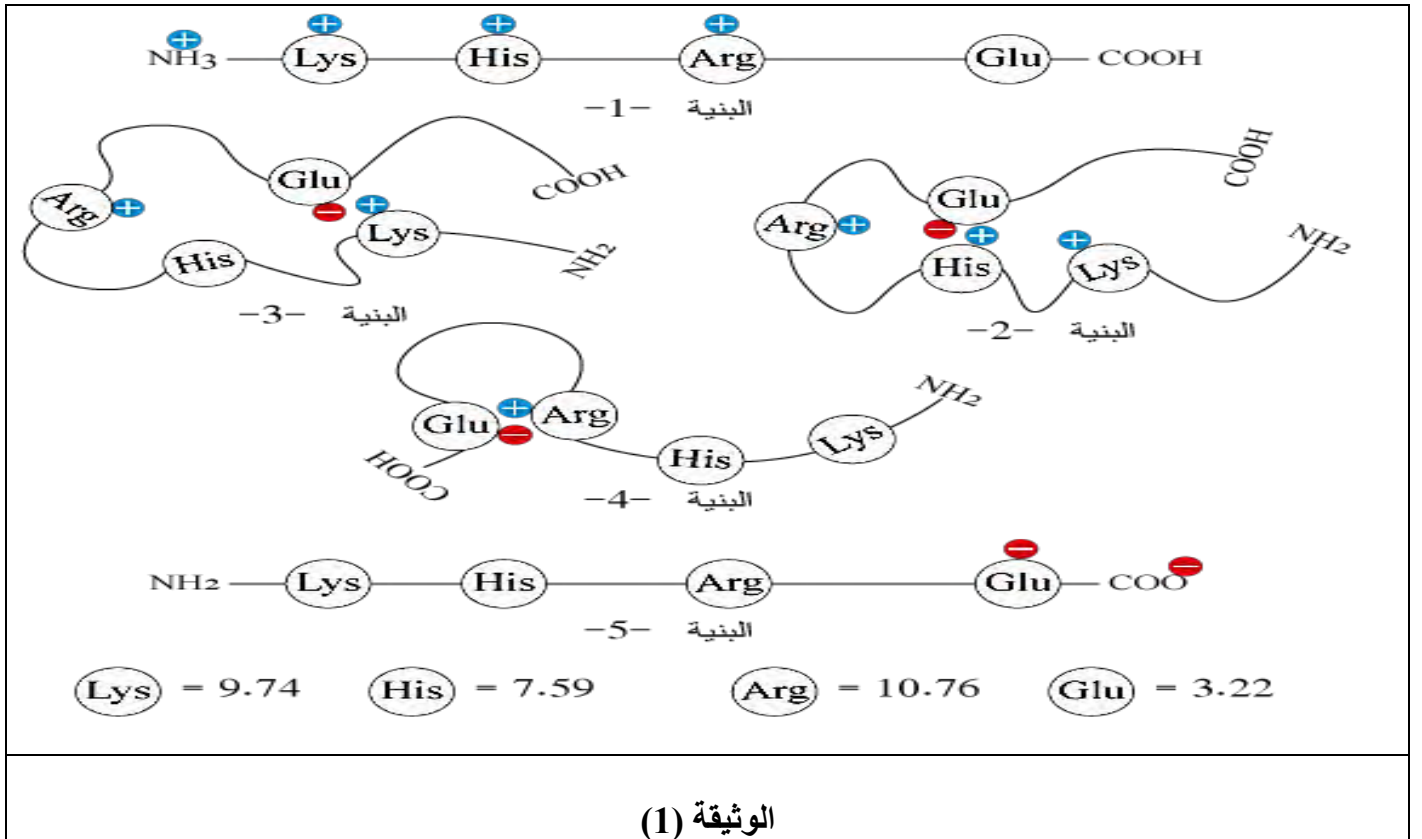 NH3 Lys His Arg Glu COOH
البنية -1-
Arg Glu COOH
His Lys NH2
البنية -3-
Arg Glu COOH
His Lys NH2
البنية -2-
Glu Arg His Lys NH2
COOH
البنية -4-
NH2 Lys His Arg Glu COO
البنية -5-
Lys = 9.74 His = 7.59 Arg = 10.76 Glu = 3.22
الوثيقة (1)